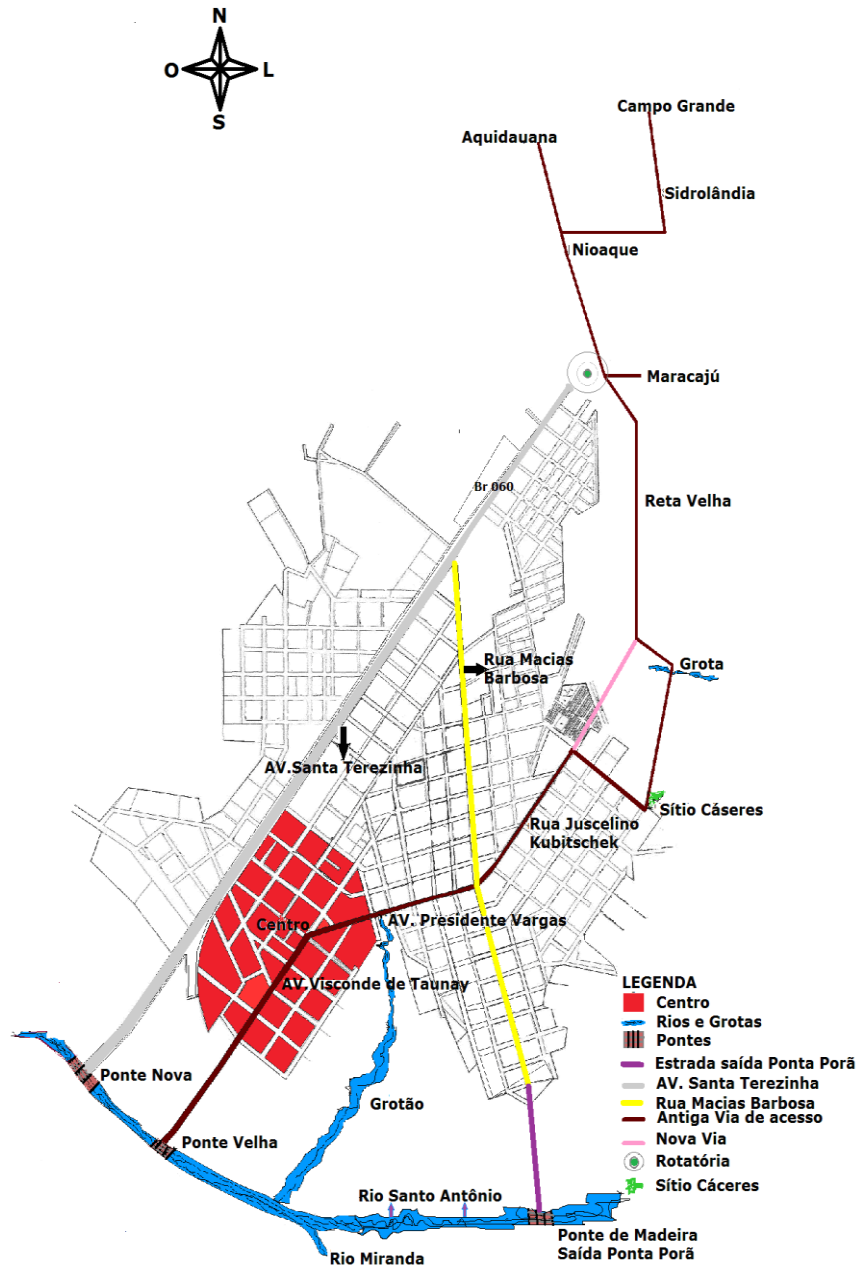 N
O
L
S
Campo Grande
Aquidauana
Sidrolândia
Nioaque
Maracajú
Br 060
Reta Velha
Rua Macias
Barbosa
Grota
AV.Santa Terezinha
Sítio Cáseres
Rua Juscelino
Kubitschek
Centro
AV. Presidente Vargas
AV.Visconde de Taunay
Ponte Nova
Grotão
Ponte Velha
Rio Santo Antônio
Rio Miranda
Ponte de Madeira
Saída Ponta Porã
LEGENDA
Centro
Rios e Grotas
Pontes
Estrada saída Ponta Porã
AV. Santa Terezinha
Rua Macias Barbosa
Antiga Via de acesso
Nova Via
Rotatória
Sítio Cáceres